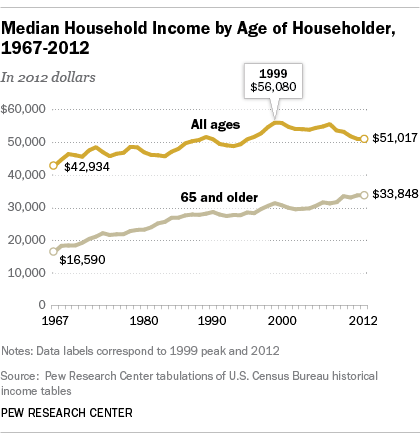 Median Household Income by Age of Householder,
1967-2012
In 2012 dollars
1999
$56,080
$60,000
All ages
50,000
$51,017
$42,934
40,000
65 and older
$33,848
30,000
20,000
$16,590
10,000
0
1967 1980 1990 2000 2012
Notes: Data labels correspond to 1999 peak and 2012
Source: Pew Research Center tabulations of U.S. Census Bureau historical
income tables
PEW RESEARCH CENTER